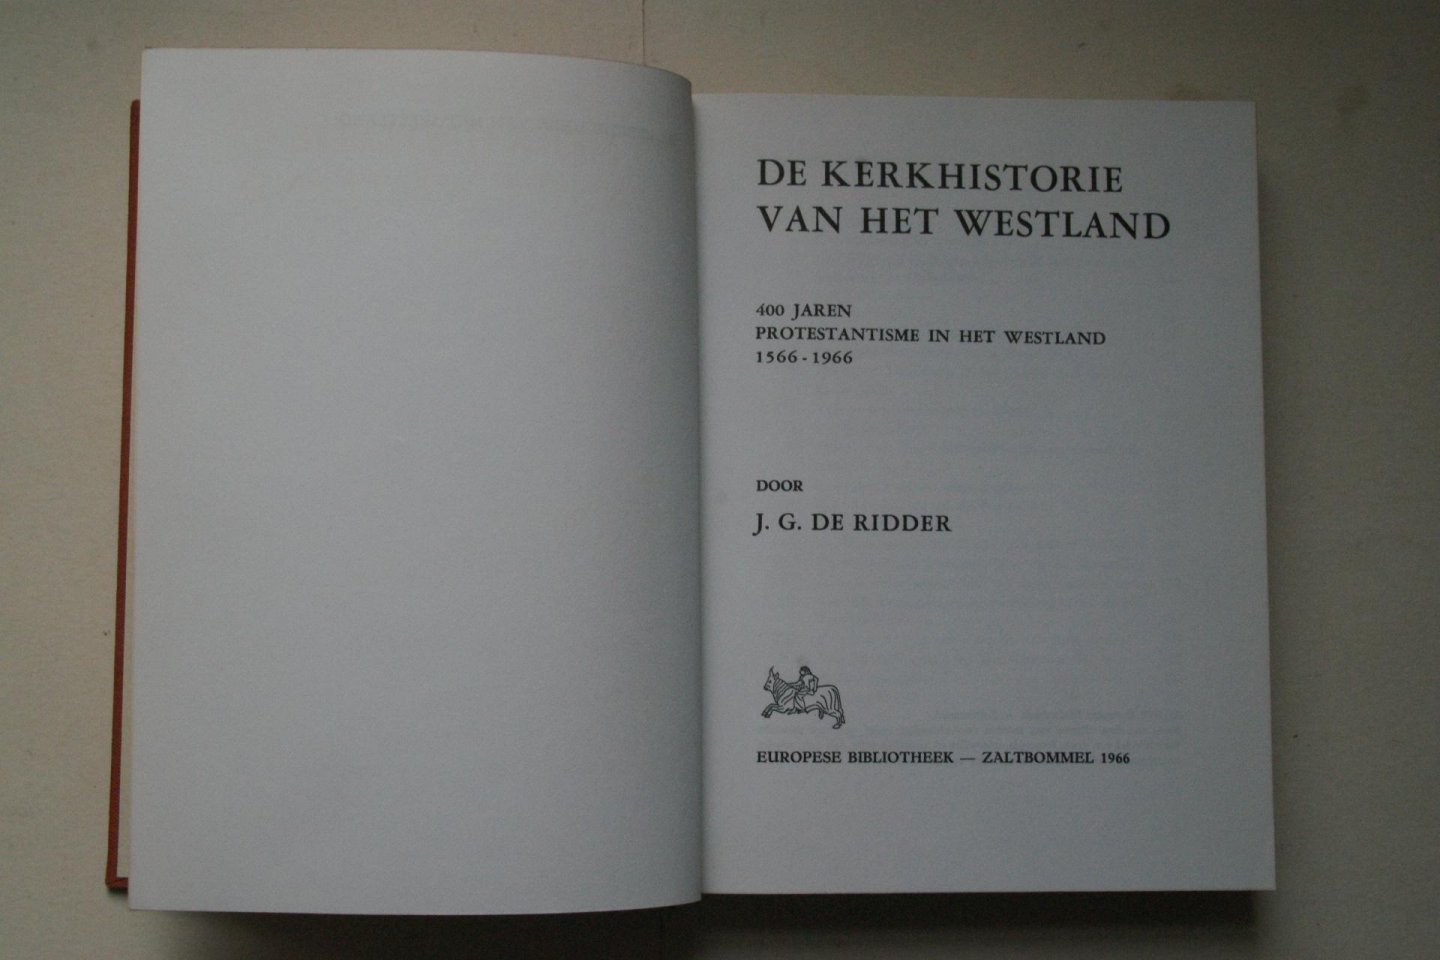 DE KERKHISTORIE
VAN HET WESTLAND
400 JAREN
PROTESTANTISME IN HET WESTLAND
1566-1966
DOOR
J. G. DE RIDDER
EUROPESE BIBLIOTHEEK — ZALTBOMMEL 1966